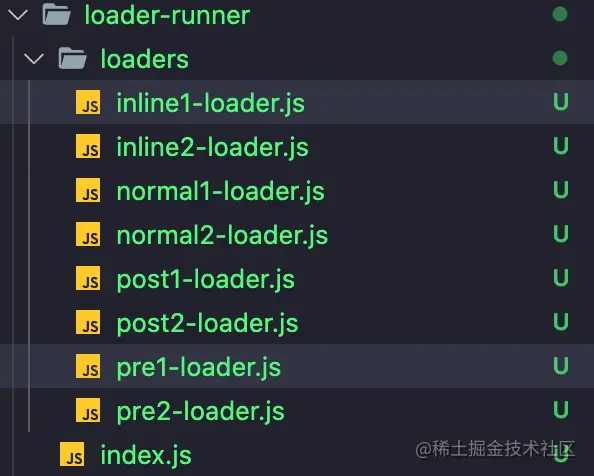 loader-runner
loaders
JS inline1-loader.js U
JS inline2-loader.js U
JS normal1-loader.js U
JS normal2-loader.js U
JS post1-loader.js U
JS post2-loader.js U
JS pre1-loader.js U
JS pre2-loader.js U
JS index.js U
@稀土掘金技术社区